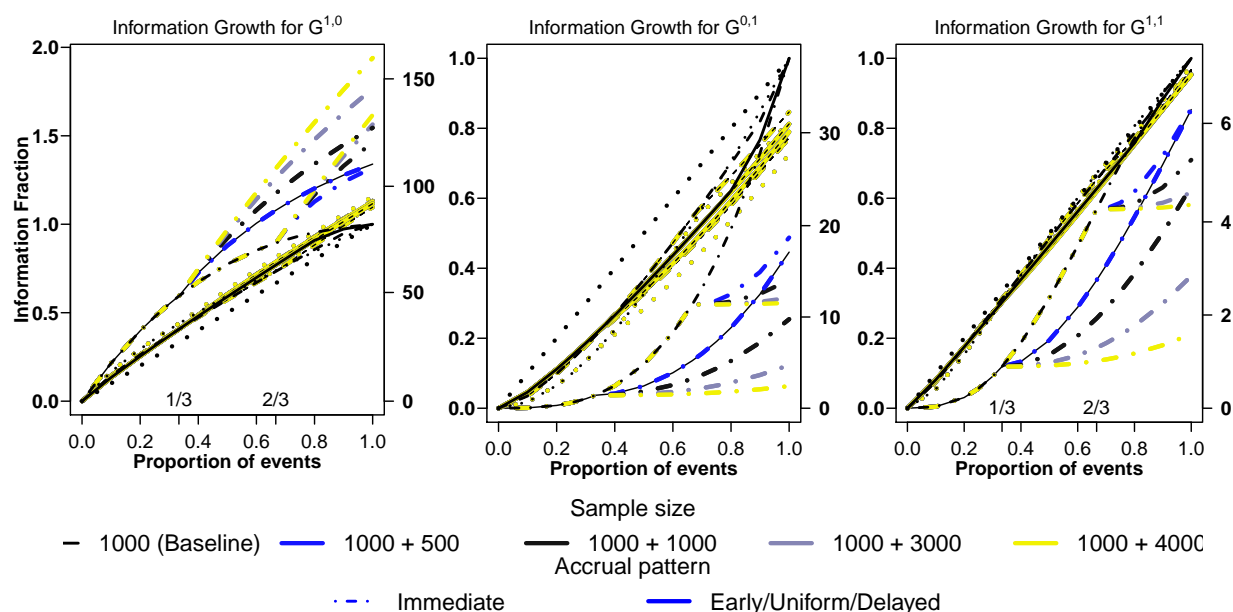 Information Growth for G^1,0
Information Growth for G^0,1
Information Growth for G^1,1
Information Fraction
2.0
1.5
1.0
0.5
0.0
150
100
50
0
1/3
2/3
0.0 0.2 0.4 0.6 0.8 1.0
Proportion of events
1.0
0.8
0.6
0.4
0.2
0.0
30
20
10
0
0.0 0.2 0.4 0.6 0.8 1.0
Proportion of events
1.0
0.8
0.6
0.4
0.2
0.0
6
4
2
0
1/3
2/3
0.0 0.2 0.4 0.6 0.8 1.0
Proportion of events
Sample size
1000 (Baseline) 1000 + 500 1000 + 1000 1000 + 3000 1000 + 4000
Accrual pattern
Immediate Early/Uniform/Delayed